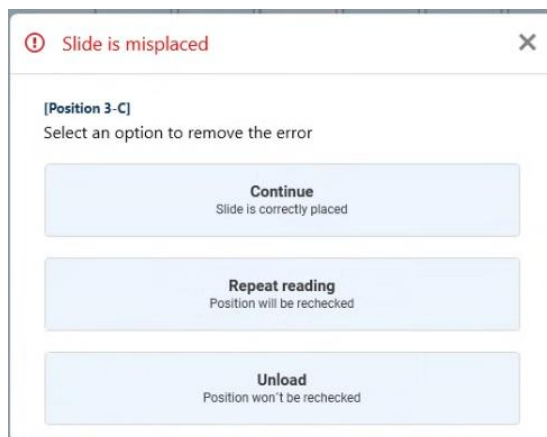 Slide is misplaced
[Position 3-C]
Select an option to remove the error
Continue
Slide is correctly placed
Repeat reading
Position will be rechecked
Unload
Position won´t be rechecked